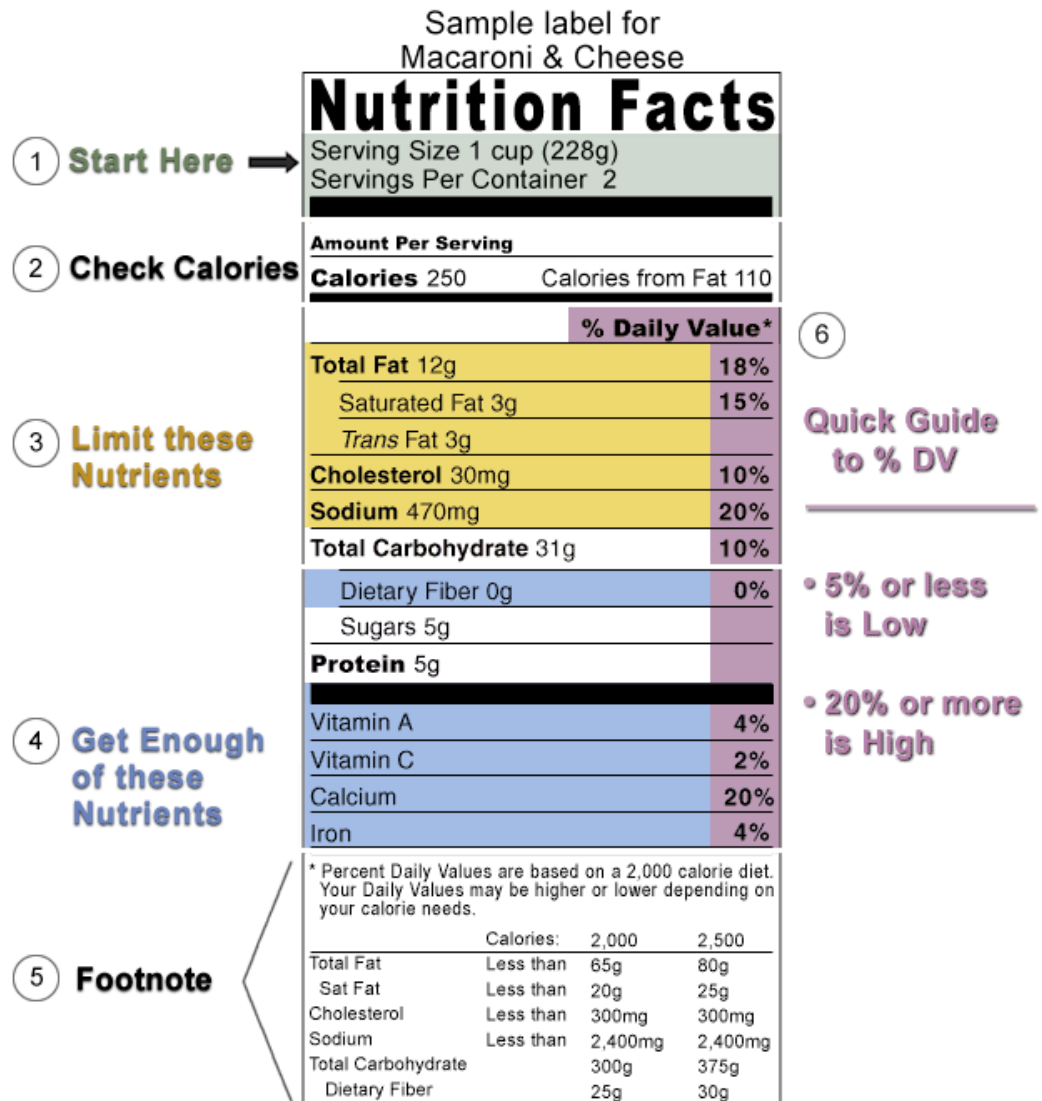 Sample label for
Macaroni & Cheese
Nutrition Facts
1 Start Here
Serving Size 1 cup (228g)
Servings Per Container 2
Amount Per Serving
2 Check Calories
Calories 250 Calories from Fat 110
% Daily Value*
Total Fat 12g 18%
Saturated Fat 3g 15%
Trans Fat 3g
3 Limit these
Nutrients
Cholesterol 30mg 10%
Sodium 470mg 20%
Total Carbohydrate 31g 10%
Dietary Fiber 0g 0%
Sugars 5g
Protein 5g
4 Get Enough
of these
Nutrients
Vitamin A 4%
Vitamin C 2%
Calcium 20%
Iron 4%
5 Footnote
* Percent Daily Values are based on a 2,000 calorie diet.
Your Daily Values may be higher or lower depending on
your calorie needs.
Calories: 2,000 2,500
Total Fat Less than 65g 80g
Sat Fat Less than 20g 25g
Cholesterol Less than 300mg 300mg
Sodium Less than 2,400mg 2,400mg
Total Carbohydrate 300g 375g
Dietary Fiber 25g 30g
6
Quick Guide
to % DV
• 5% or less
is Low
• 20% or more
is High